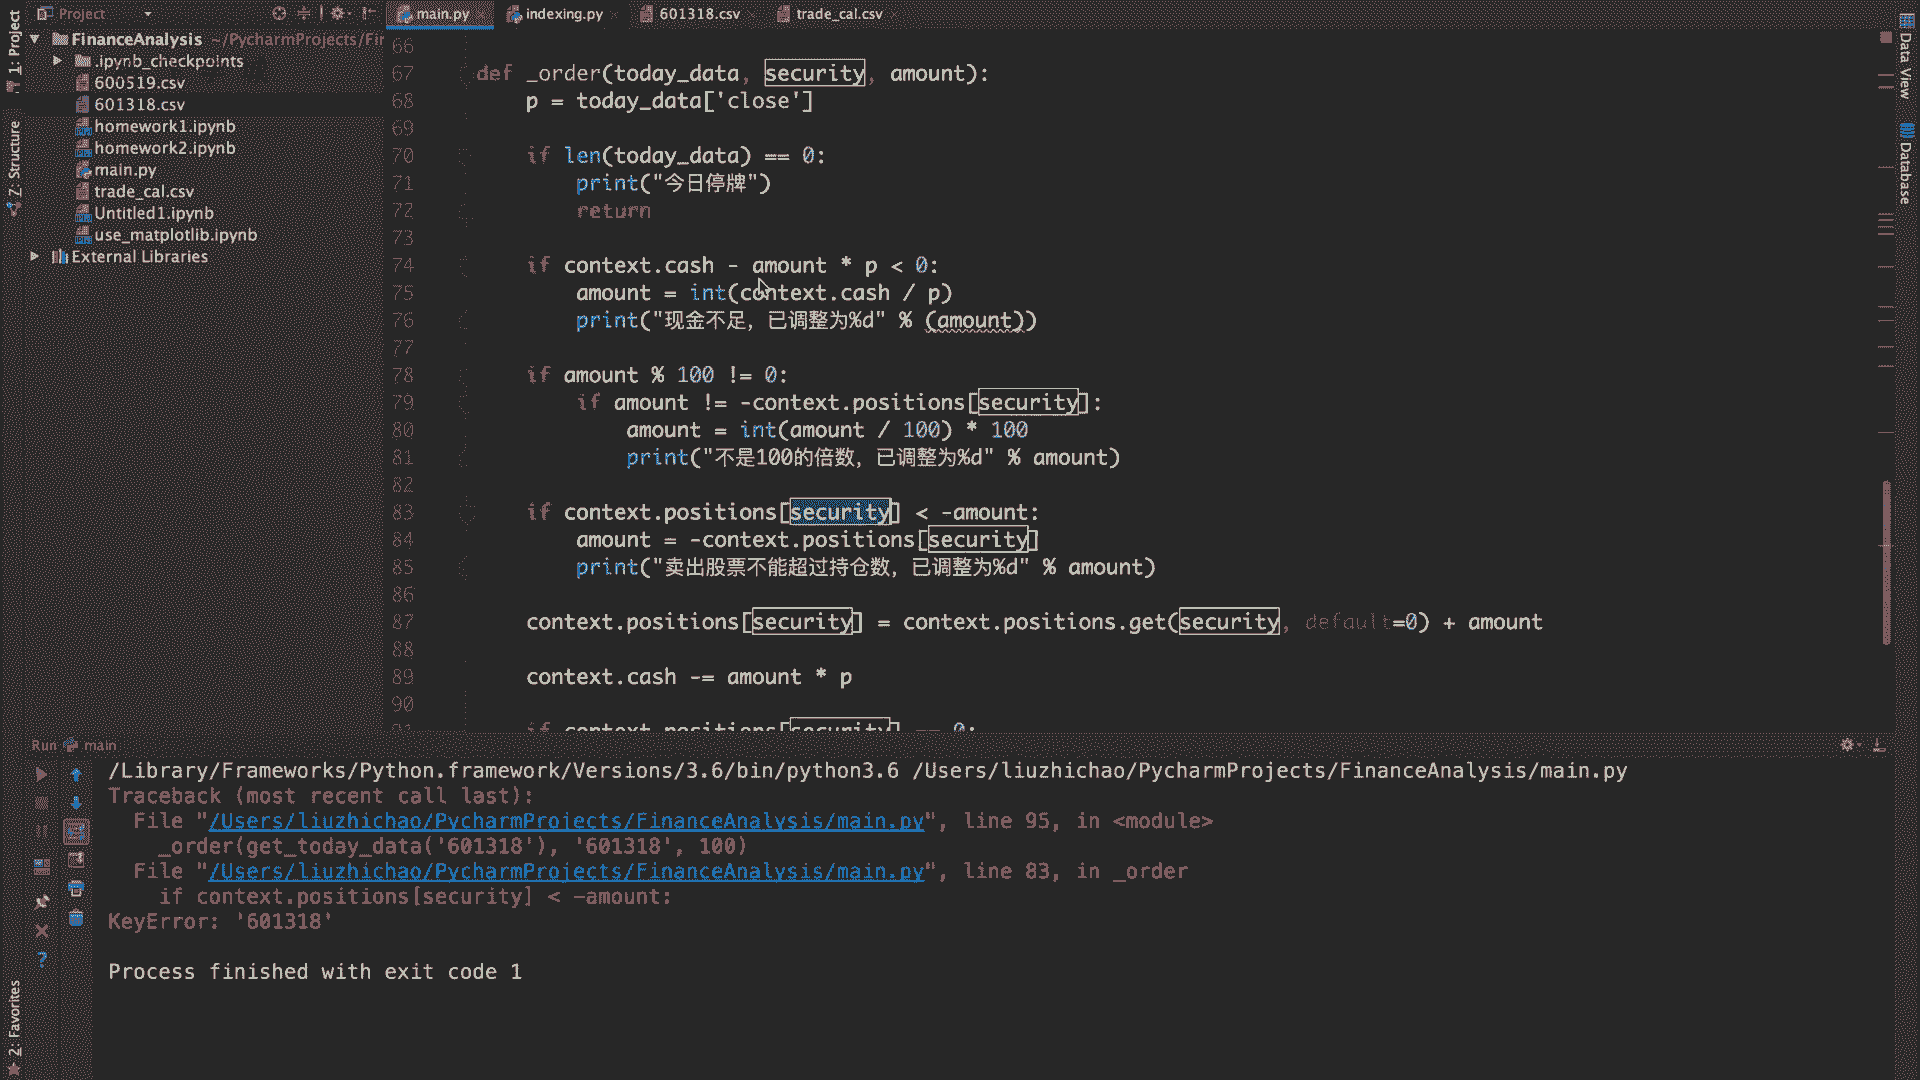 Project
main.py
indexing.py
601318.csv
trade_cal.csv
1: Project
FinanceAnalysis ~/PycharmProjects/Fir
.ipynb_checkpoints
600519.csv
601318.csv
homework1.ipynb
homework2.ipynb
main.py
trade_cal.csv
Untitled1.ipynb
use_matplotlib.ipynb
External Libraries
7: Structure
2: Favorites
Data View
Database
66
67 def _order(today_data, security, amount):
68 p = today_data['close']
69
70 if len(today_data) == 0:
71 print("今日停牌")
72 return
73
74 if context.cash - amount * p < 0:
75 amount = int(context.cash / p)
76 print("现金不足，已调整为%d" % (amount))
77
78 if amount % 100 != 0:
79 if amount != -context.positions[security]:
80 amount = int(amount / 100) * 100
81 print("不是100的倍数，已调整为%d" % amount)
82
83 if context.positions[security] < -amount:
84 amount = -context.positions[security]
85 print("卖出股票不能超过持仓数，已调整为%d" % amount)
86
87 context.positions[security] = context.positions.get(security, default=0) + amount
88
89 context.cash -= amount * p
90
91 if context.positions[security] == 0:
Run main
/Library/Frameworks/Python.framework/Versions/3.6/bin/python3.6 /Users/liuzhichao/PycharmProjects/FinanceAnalysis/main.py
Traceback (most recent call last):
File "/Users/liuzhichao/PycharmProjects/FinanceAnalysis/main.py", line 95, in <module>
_order(get_today_data('601318'), '601318', 100)
File "/Users/liuzhichao/PycharmProjects/FinanceAnalysis/main.py", line 83, in _order
if context.positions[security] < -amount:
KeyError: '601318'
Process finished with exit code 1